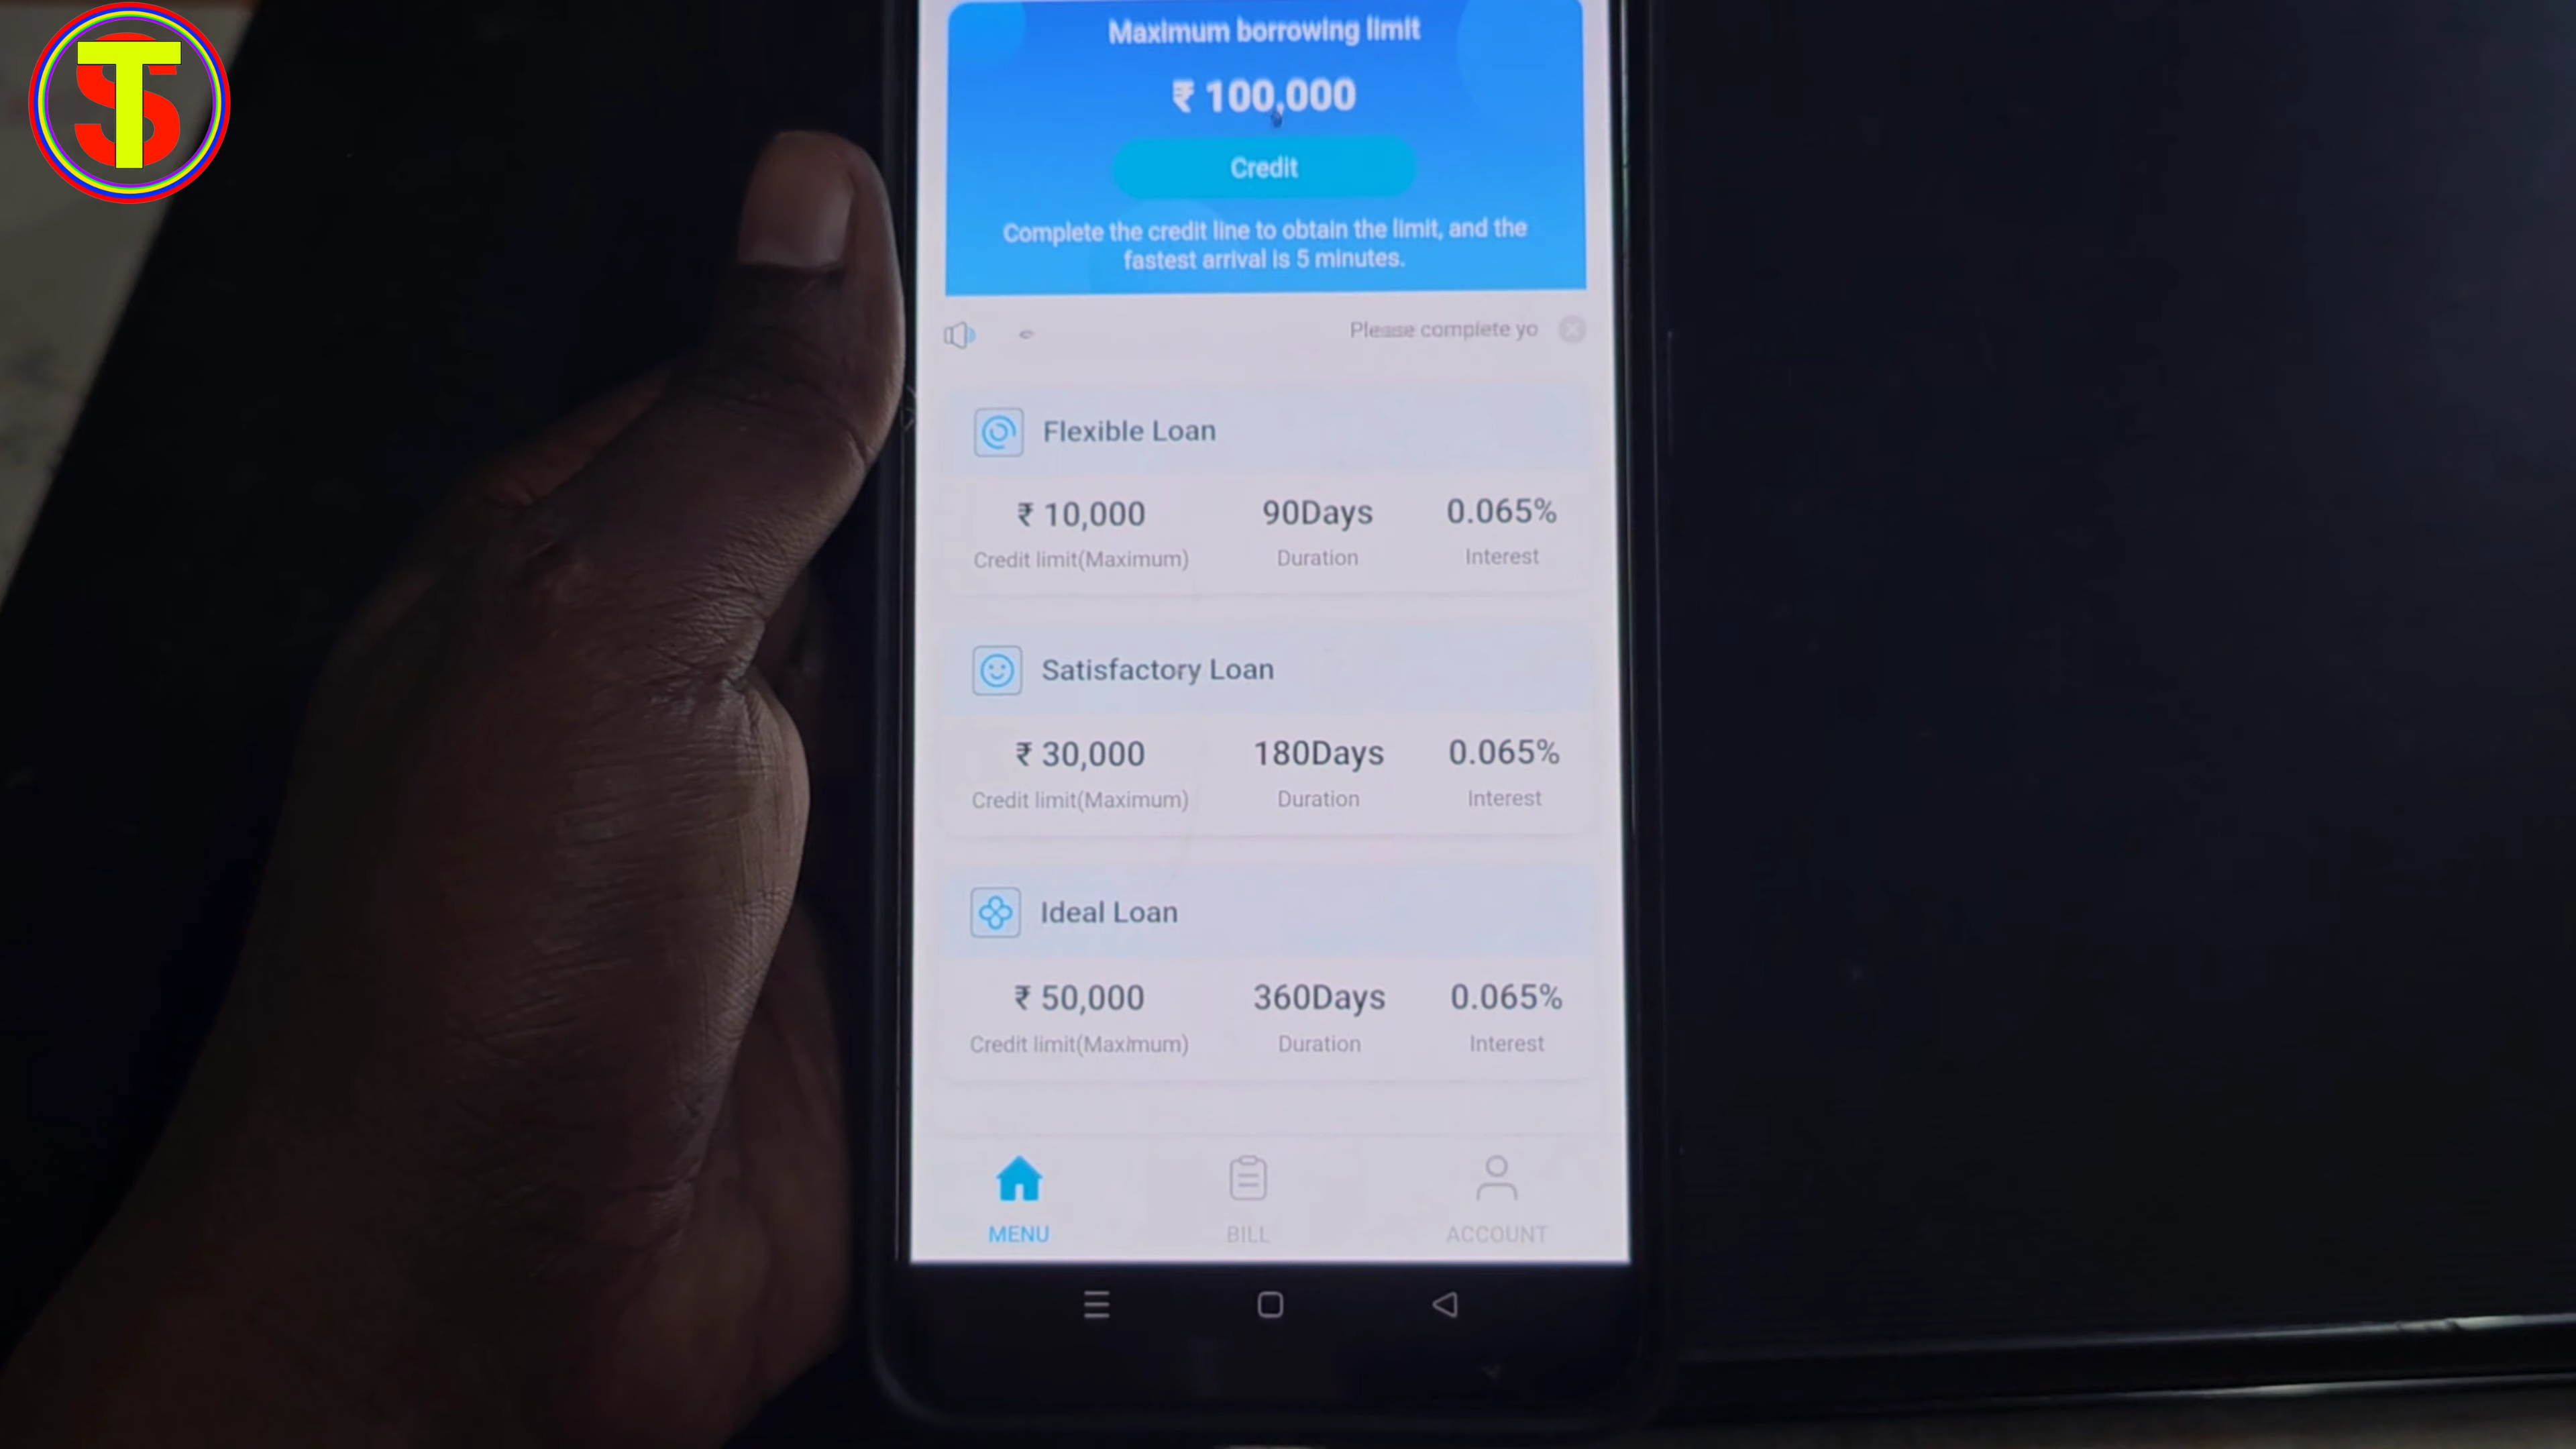 ST
Maximum borrowing limit
₹ 100,000
Credit
Complete the credit line to obtain the limit, and the
fastest arrival is 5 minutes.
Please complete yo
Flexible Loan
₹ 10,000 90Days 0.065%
Credit limit(Maximum) Duration Interest
Satisfactory Loan
₹ 30,000 180Days 0.065%
Credit limit(Maximum) Duration Interest
Ideal Loan
₹ 50,000 360Days 0.065%
Credit limit(Maximum) Duration Interest
MENU BILL ACCOUNT